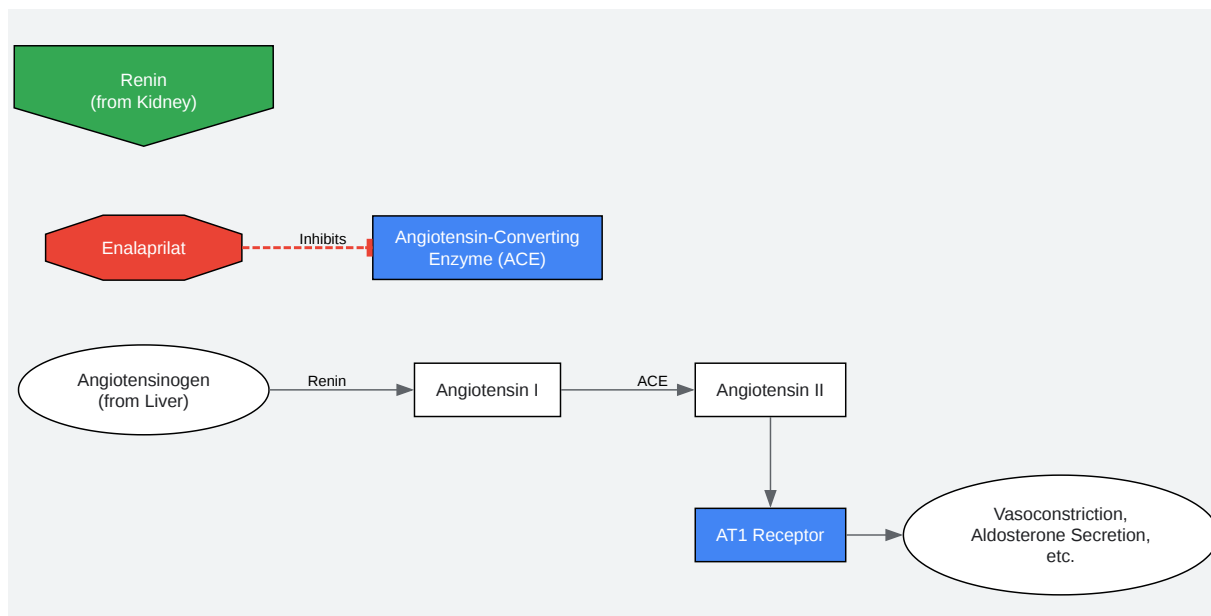 Renin
(from Kidney)
Enalaprilat
Inhibits
Angiotensin-Converting
Enzyme (ACE)
Angiotensinogen
(from Liver)
Renin
Angiotensin I
ACE
Angiotensin II
AT1 Receptor
Vasoconstriction,
Aldosterone Secretion,
etc.